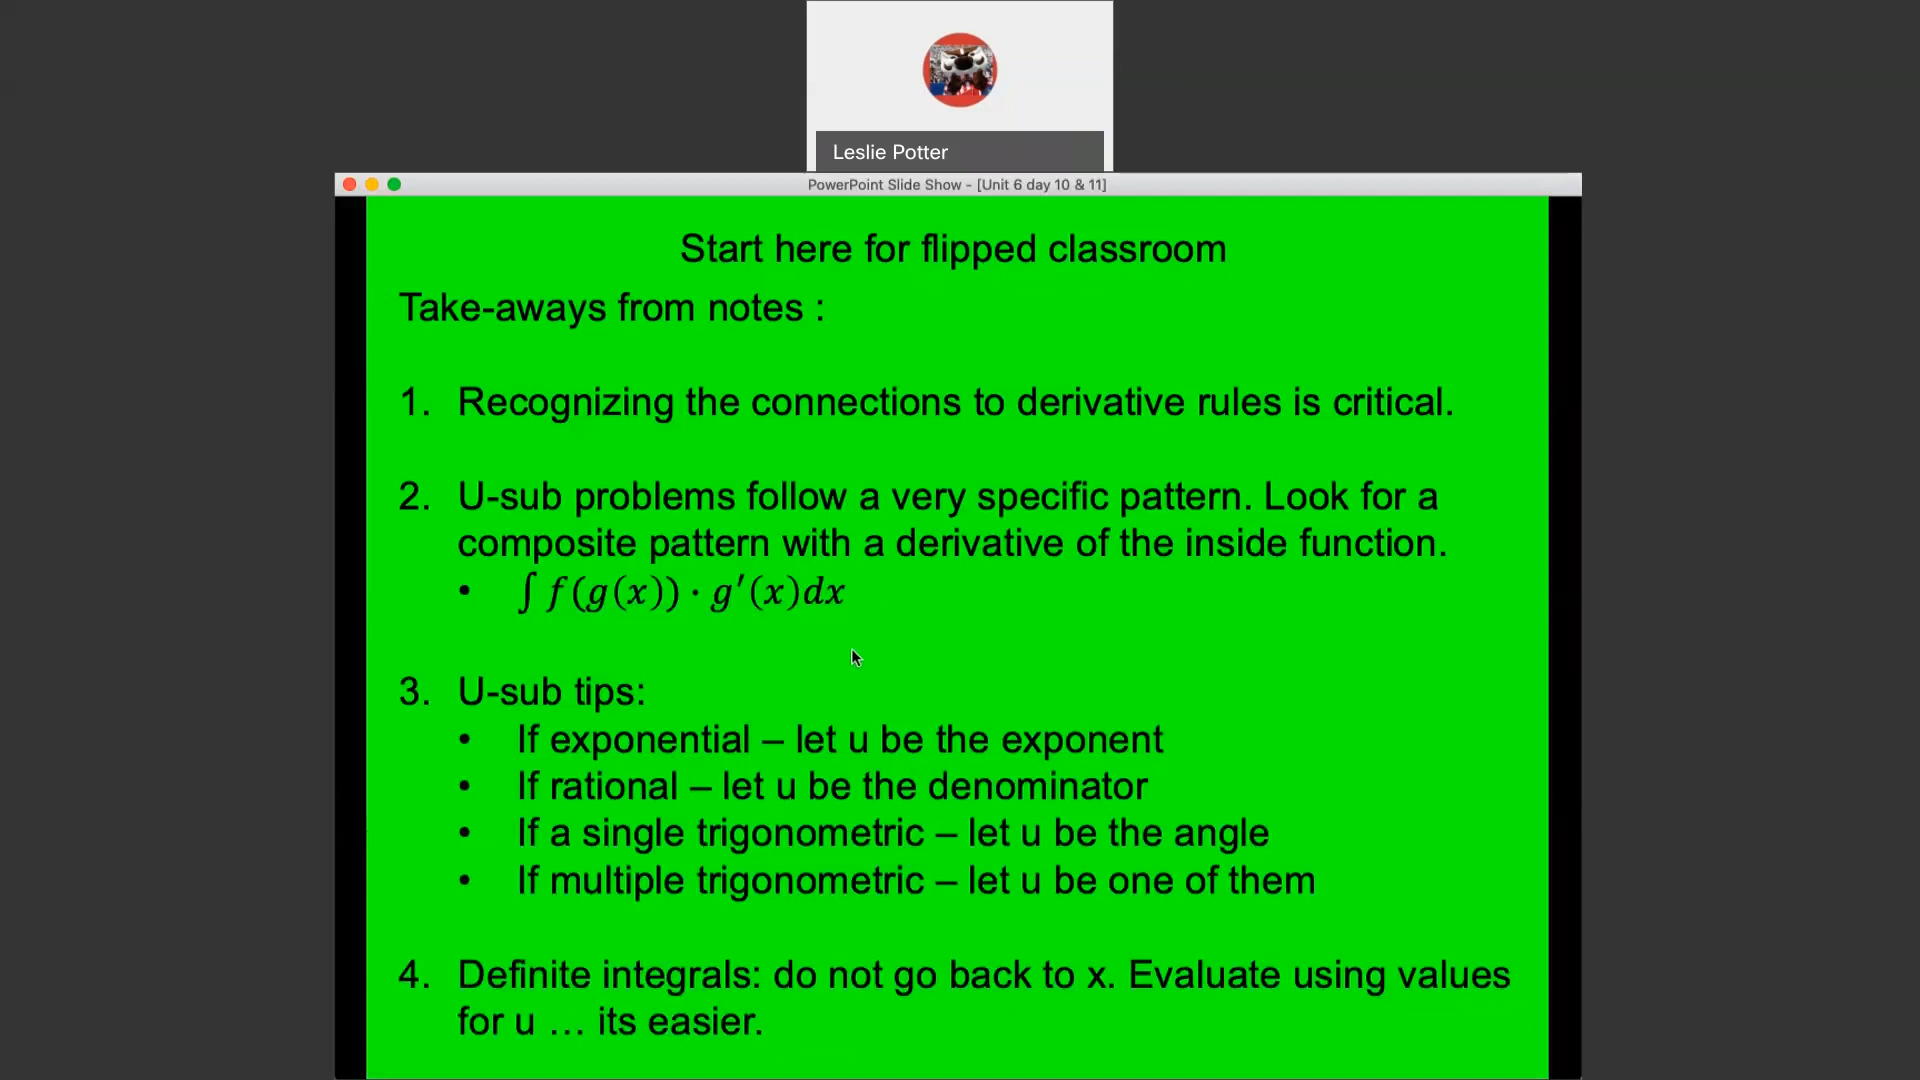 Leslie Potter
PowerPoint Slide Show - [Unit 6 day 10 & 11]
Start here for flipped classroom
Take-aways from notes :
1. Recognizing the connections to derivative rules is critical.
2. U-sub problems follow a very specific pattern. Look for a
composite pattern with a derivative of the inside function.
• ∫ f(g(x)) · g′(x)dx
3. U-sub tips:
• If exponential – let u be the exponent
• If rational – let u be the denominator
• If a single trigonometric – let u be the angle
• If multiple trigonometric – let u be one of them
4. Definite integrals: do not go back to x. Evaluate using values
for u … its easier.